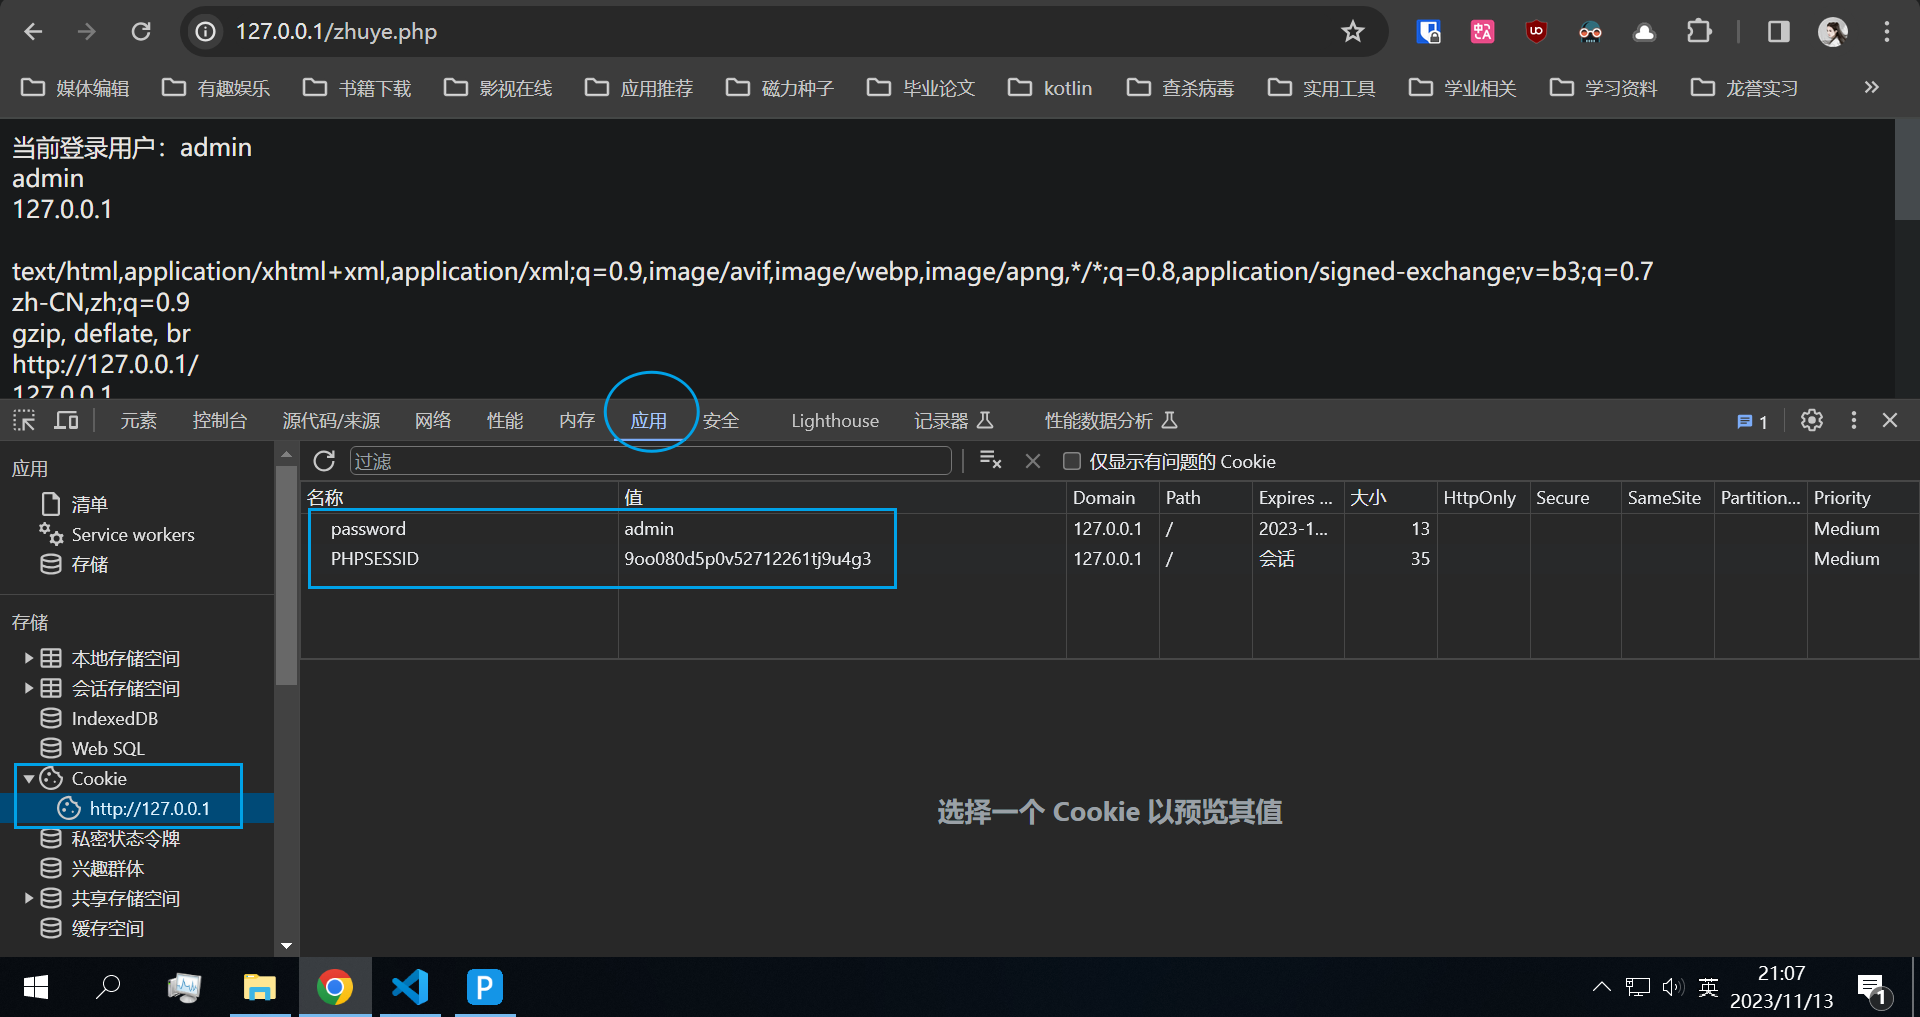 127.0.0.1/zhuye.php
媒体编辑 有趣娱乐 书籍下载 影视在线 应用推荐 磁力种子 毕业论文 kotlin 查杀病毒 实用工具 学业相关 学习资料 龙誉实习 »
当前登录用户：admin
admin
127.0.0.1
text/html,application/xhtml+xml,application/xml;q=0.9,image/avif,image/webp,image/apng,*/*;q=0.8,application/signed-exchange;v=b3;q=0.7
zh-CN,zh;q=0.9
gzip, deflate, br
http://127.0.0.1/
127.0.0.1
元素 控制台 源代码/来源 网络 性能 内存 应用 安全 Lighthouse 记录器 性能数据分析 1
应用
清单
Service workers
存储
存储
本地存储空间
会话存储空间
IndexedDB
Web SQL
Cookie
http://127.0.0.1
私密状态令牌
兴趣群体
共享存储空间
缓存空间
过滤 仅显示有问题的 Cookie
名称 值 Domain Path Expires ... 大小 HttpOnly Secure SameSite Partition... Priority
password admin 127.0.0.1 / 2023-1... 13 Medium
PHPSESSID 9oo080d5p0v52712261tj9u4g3 127.0.0.1 / 会话 35 Medium
选择一个 Cookie 以预览其值
P
英
21:07
2023/11/13
1